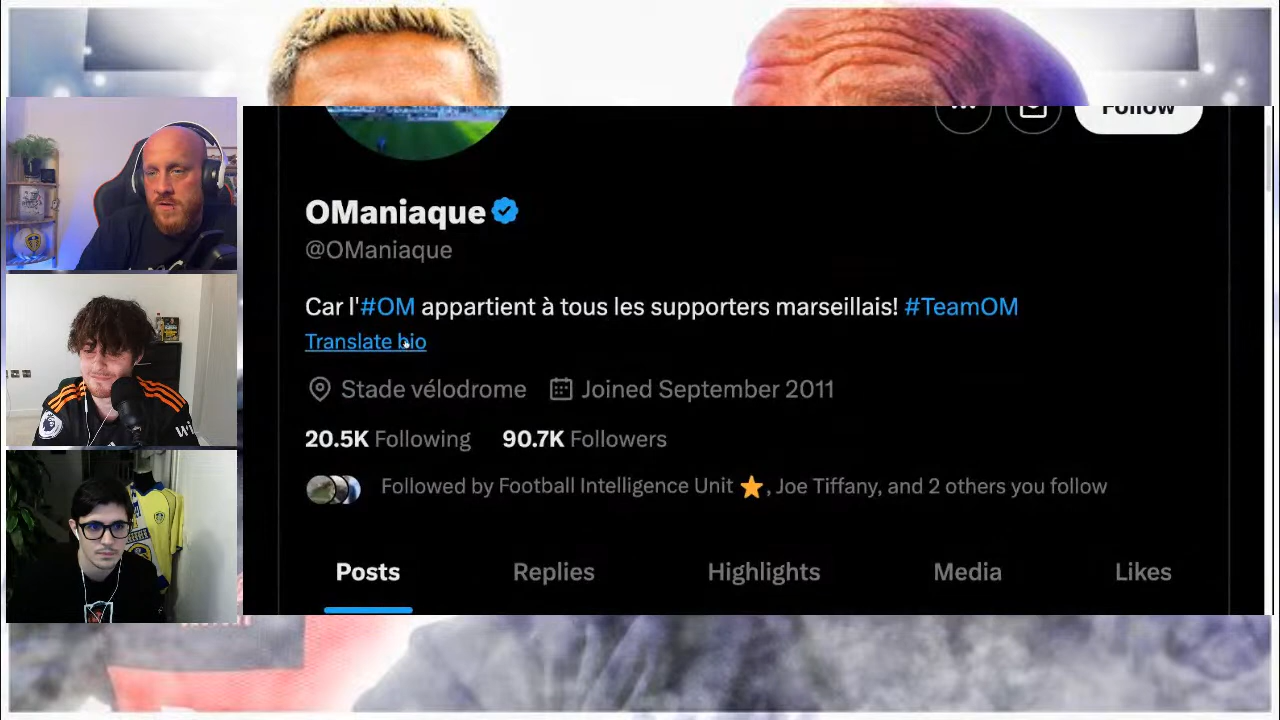 Follow
OManiaque
@OManiaque
Car l'#OM appartient à tous les supporters marseillais! #TeamOM
Translate bio
Stade vélodrome Joined September 2011
20.5K Following 90.7K Followers
Followed by Football Intelligence Unit ⭐, Joe Tiffany, and 2 others you follow
Posts Replies Highlights Media Likes